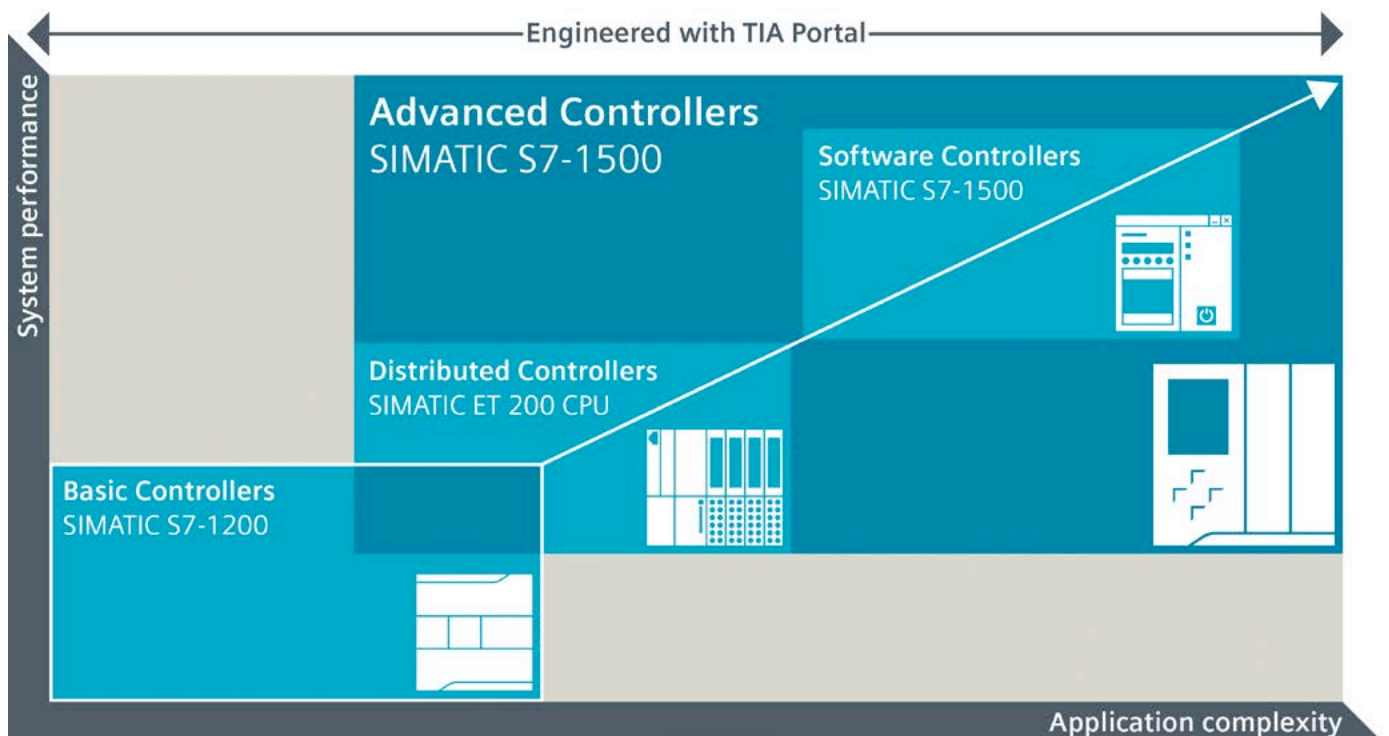 Engineered with TIA Portal
System performance
Advanced Controllers
SIMATIC S7-1500
Software Controllers
SIMATIC S7-1500
Distributed Controllers
SIMATIC ET 200 CPU
Basic Controllers
SIMATIC S7-1200
Application complexity